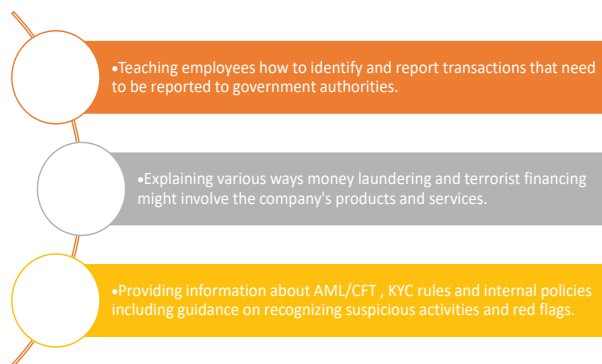 •Teaching employees how to identify and report transactions that need
to be reported to government authorities.
•Explaining various ways money laundering and terrorist financing
might involve the company's products and services.
•Providing information about AML/CFT , KYC rules and internal policies
including guidance on recognizing suspicious activities and red flags.